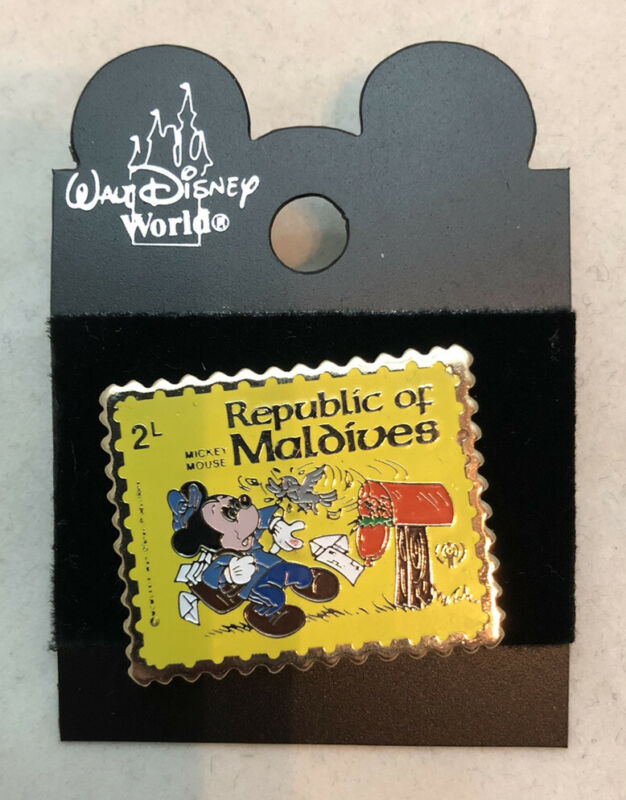 WALT DISNEY
World®
2L
Republic of
Maldives
MICKEY
MOUSE